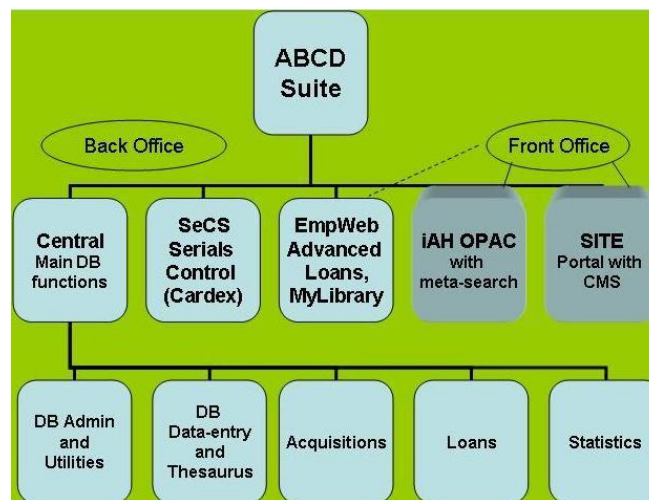 ABCD
Suite
Back Office
Front Office
Central
Main DB
functions
SeCS
Serials
Control
(Cardex)
EmpWeb
Advanced
Loans,
MyLibrary
iAH OPAC
with
meta-search
SITE
Portal with
CMS
DB Admin
and
Utilities
DB
Data-entry
and
Thesaurus
Acquisitions
Loans
Statistics